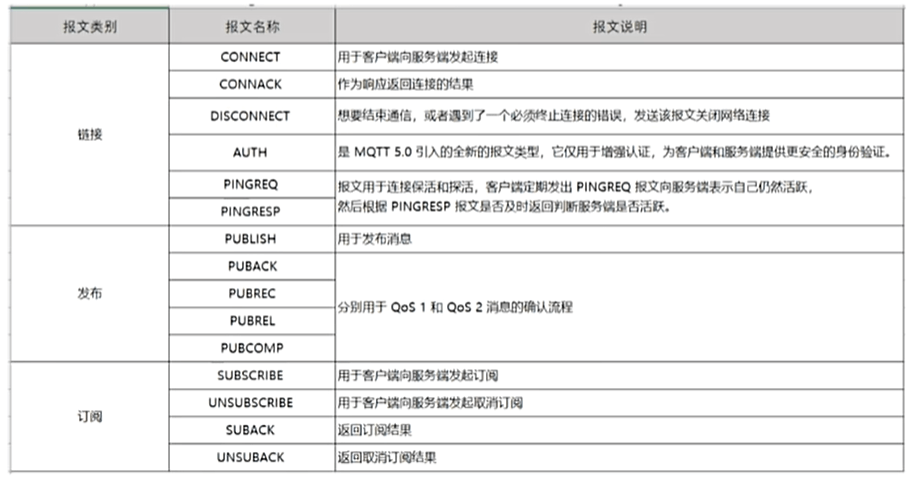 报文类别 报文名称 报文说明
链接
CONNECT 用于客户端向服务端发起连接
CONNACK 作为响应返回连接的结果
DISCONNECT 想要结束通信，或者遇到了一个必须终止连接的错误，发送该报文关闭网络连接
AUTH 是 MQTT 5.0 引入的全新的报文类型，它仅用于增强认证，为客户端和服务端提供更安全的身份验证。
PINGREQ 报文用于连接保活和探活，客户端定期发出 PINGREQ 报文向服务端表示自己仍然活跃，
PINGRESP 然后根据 PINGRESP 报文是否及时返回判断服务端是否活跃。
发布
PUBLISH 用于发布消息
PUBACK
PUBREC
分别用于 QoS 1 和 QoS 2 消息的确认流程
PUBREL
PUBCOMP
订阅
SUBSCRIBE 用于客户端向服务端发起订阅
UNSUBSCRIBE 用于客户端向服务端发起取消订阅
SUBACK 返回订阅结果
UNSUBACK 返回取消订阅结果